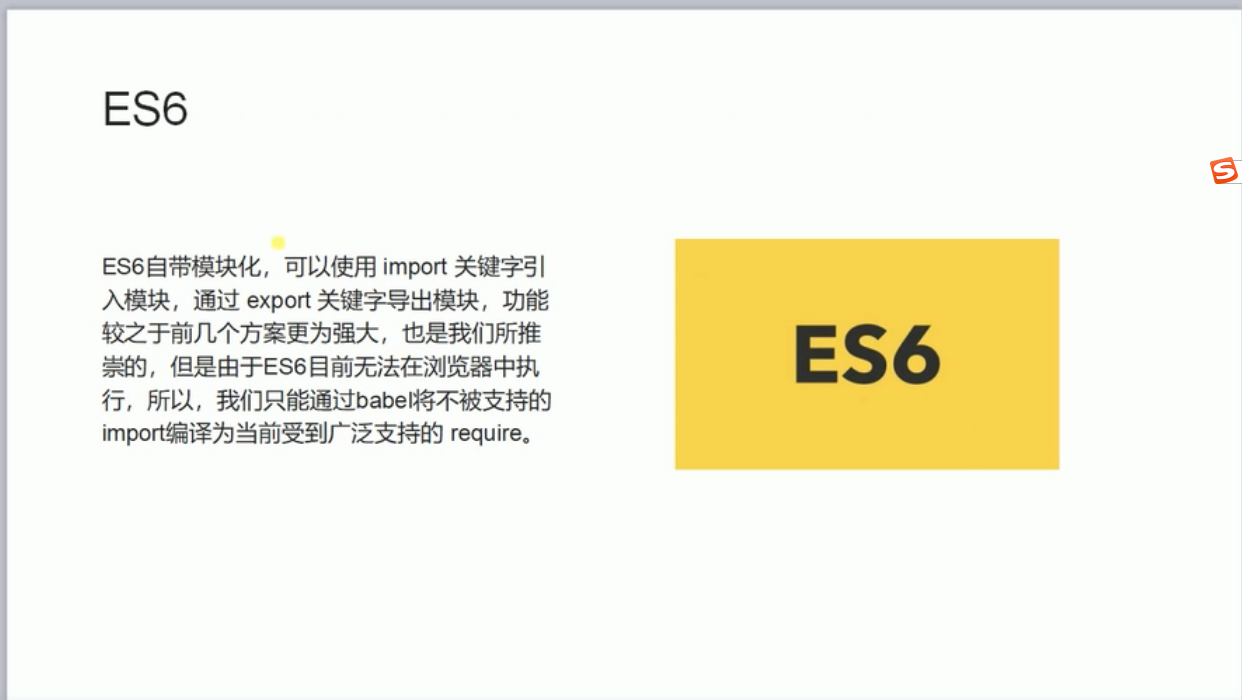 ES6
ES6自带模块化，可以使用 import 关键字引
入模块，通过 export 关键字导出模块，功能
较之于前几个方案更为强大，也是我们所推
崇的，但是由于ES6目前无法在浏览器中执
行，所以，我们只能通过babel将不被支持的
import编译为当前受到广泛支持的 require。
ES6
S